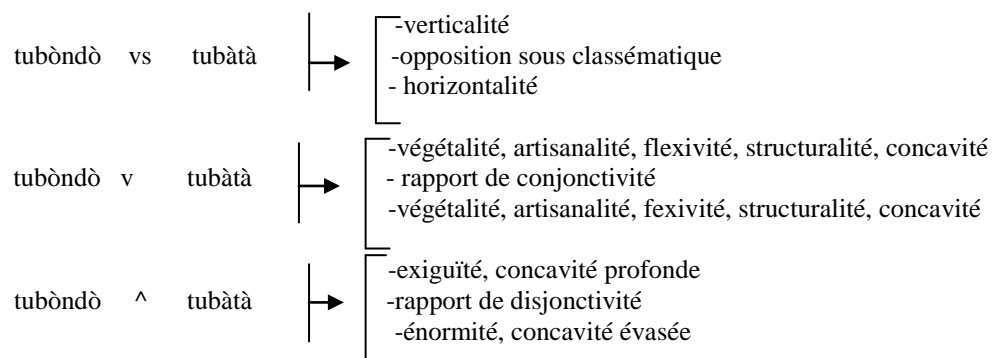 -verticalité
tubòndò vs tubàtà -opposition sous classématique
- horizontalité
-végétalité, artisanalité, flexivité, structuralité, concavité
tubòndò v tubàtà - rapport de conjonctivité
-végétalité, artisanalité, fexivité, structuralité, concavité
-exiguïté, concavité profonde
tubòndò ^ tubàtà -rapport de disjonctivité
-énormité, concavité évasée